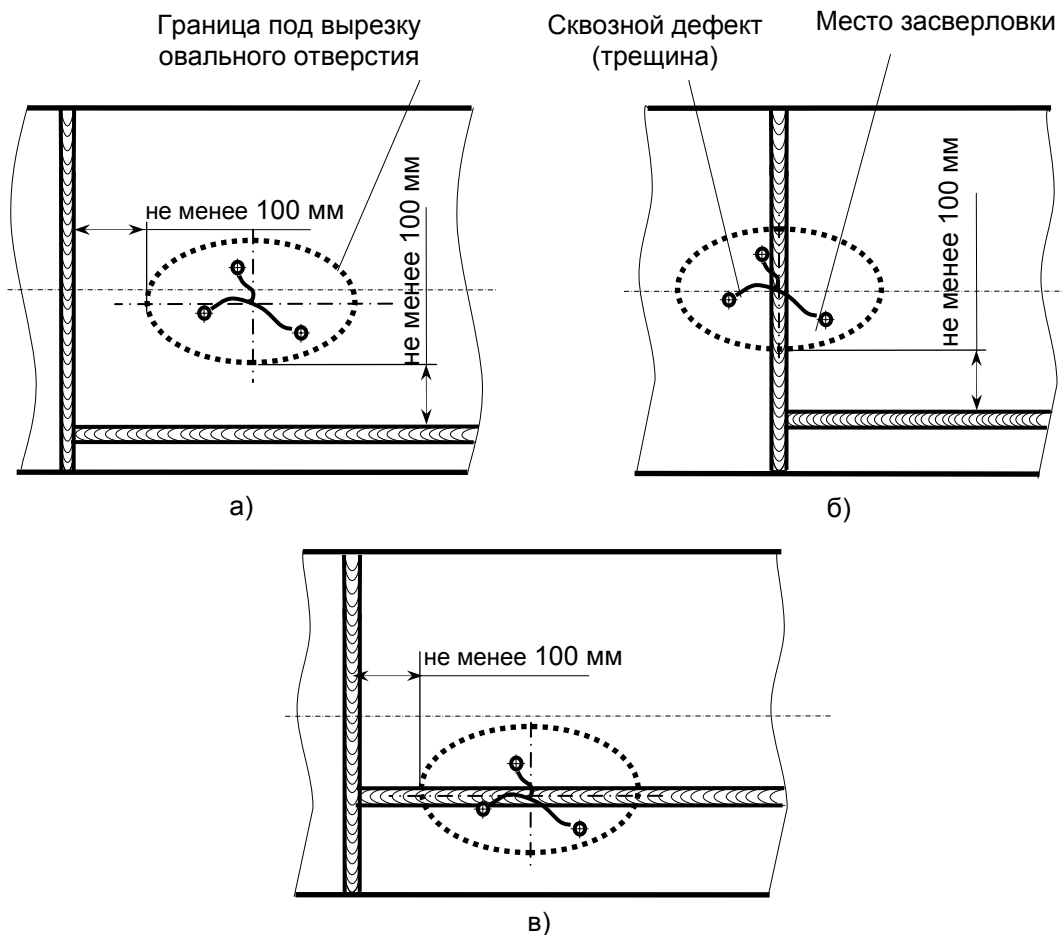 Граница под вырезку
овального отверстия
Сквозной дефект
(трещина)
Место засверловки
не менее 100 мм
не менее 100 мм
а)
не менее 100 мм
б)
не менее 100 мм
в)